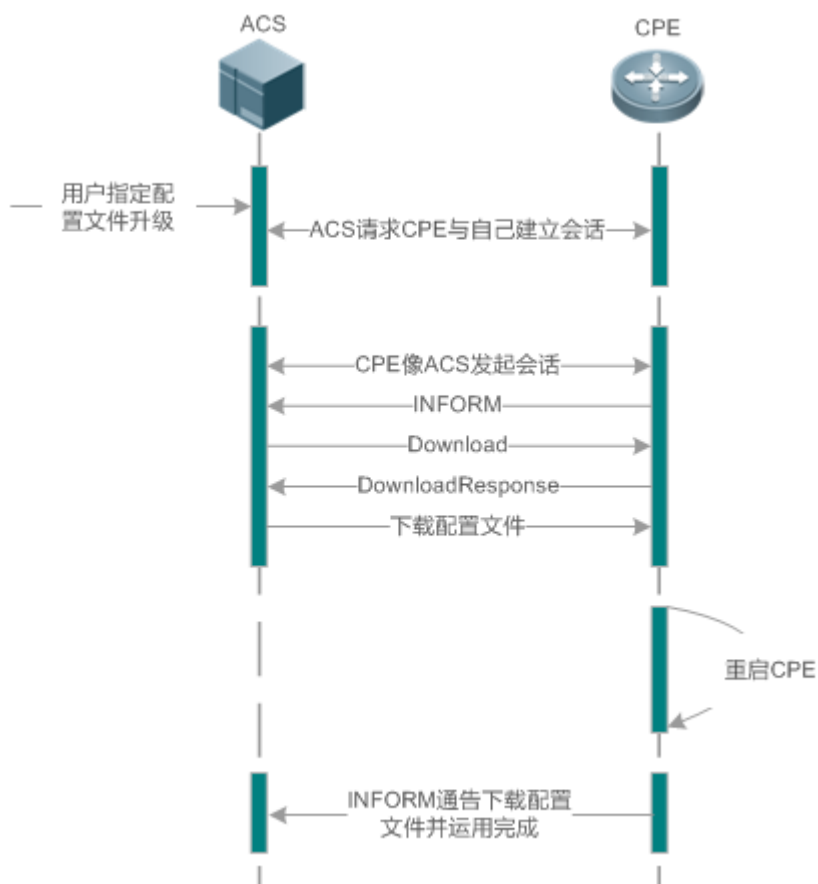 ACS
CPE
用户指定配
置文件升级
ACS请求CPE与自己建立会话
CPE像ACS发起会话
INFORM
Download
DownloadResponse
下载配置文件
重启CPE
INFORM通告下载配置
文件并运用完成